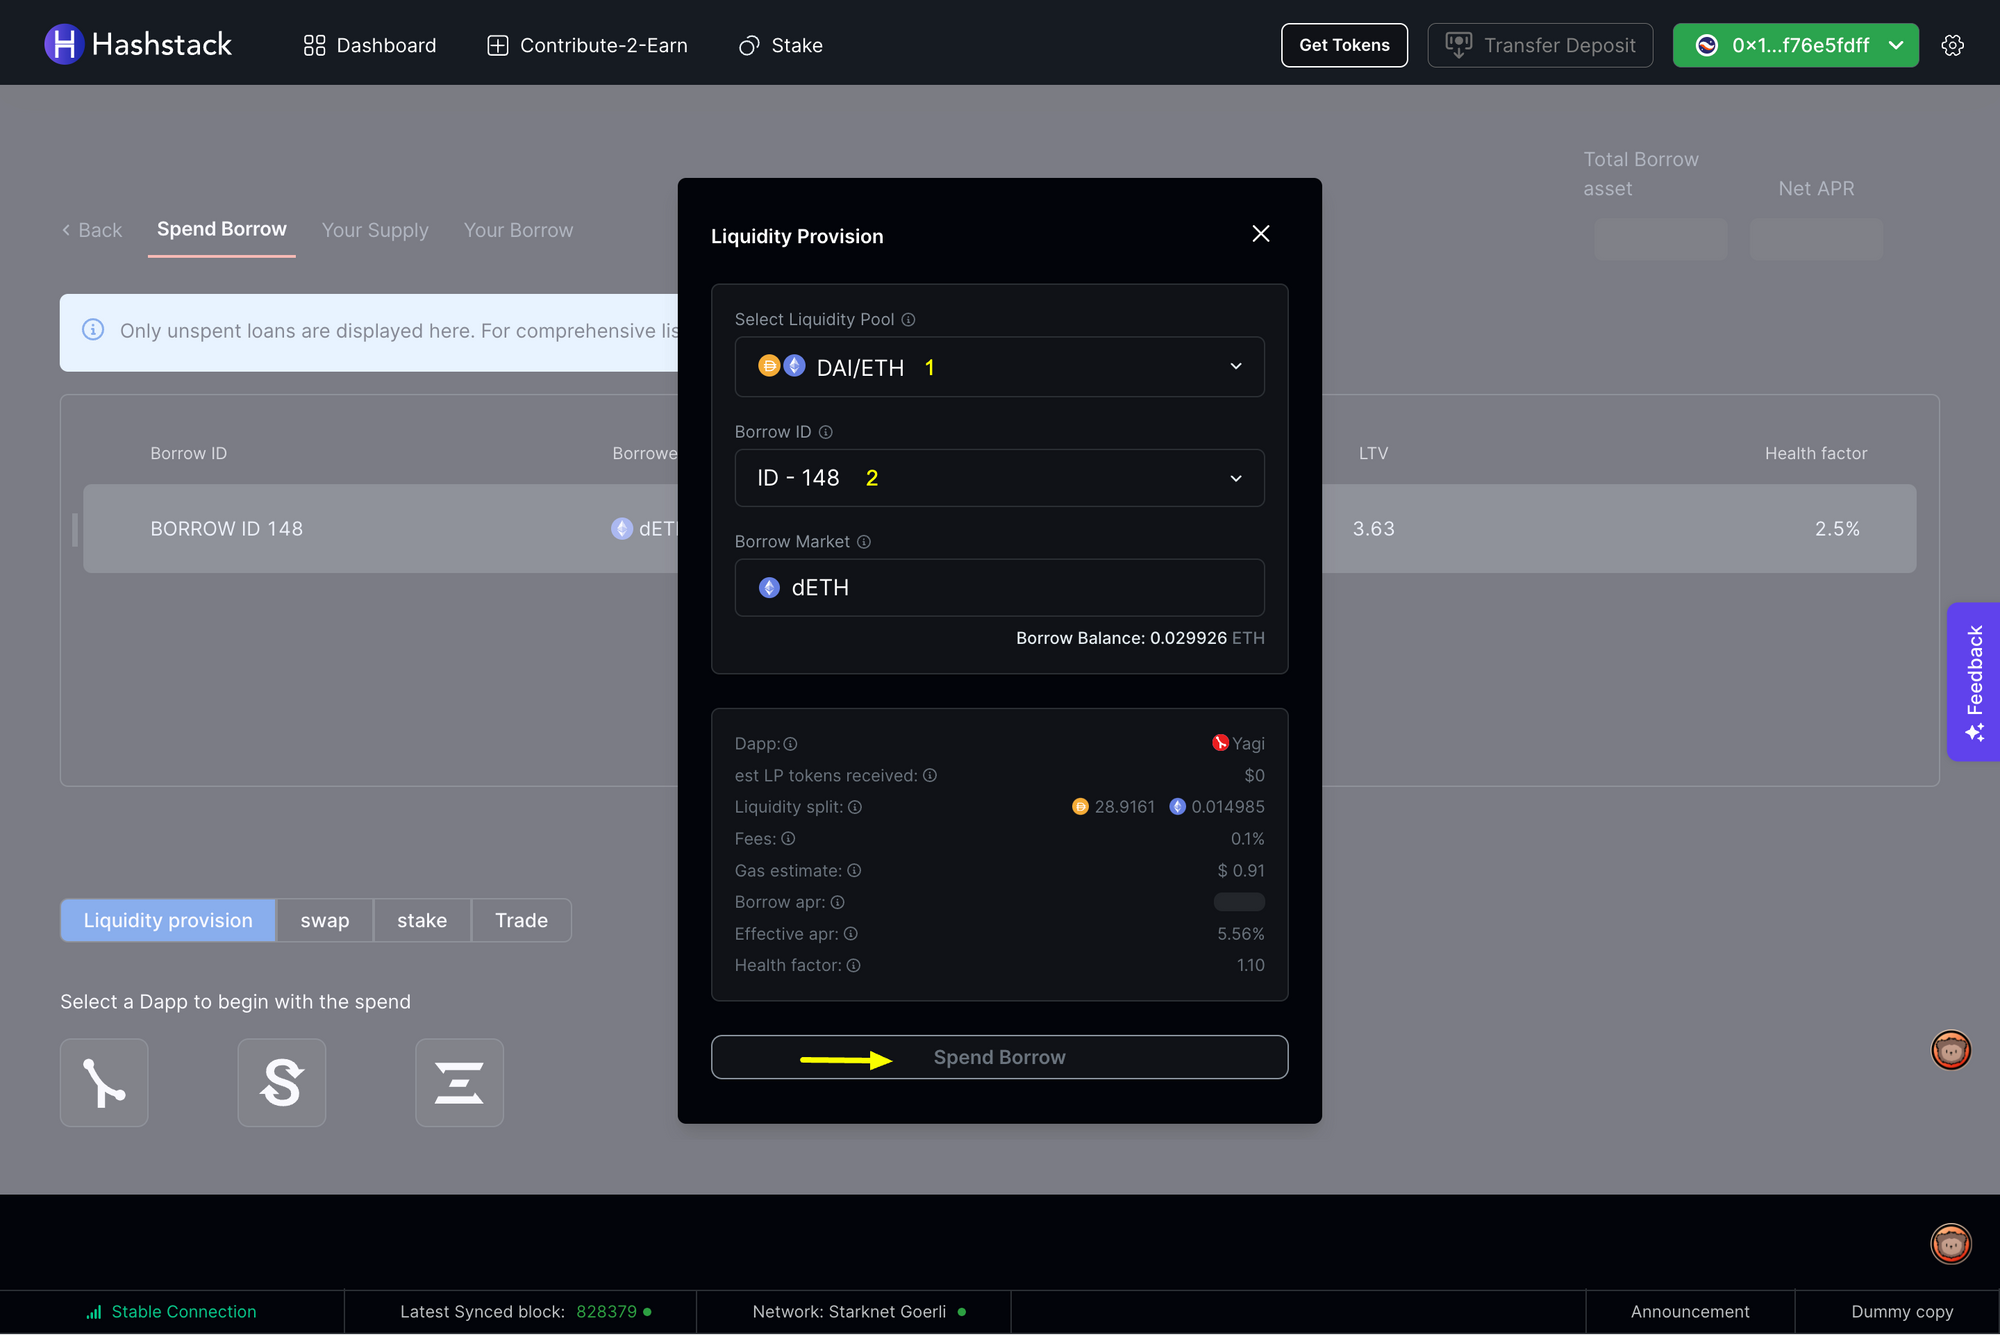 Hashstack
Dashboard
Contribute-2-Earn
Stake
Get Tokens
Transfer Deposit
0x1...f76e5fdff
Total Borrow
asset
Net APR
Back
Spend Borrow
Your Supply
Your Borrow
Only unspent loans are displayed here. For comprehensive lis
Borrow ID
Borrowe
LTV
Health factor
BORROW ID 148
dET
3.63
2.5%
Liquidity Provision
Select Liquidity Pool
DAI/ETH 1
Borrow ID
ID - 148 2
Borrow Market
dETH
Borrow Balance: 0.029926 ETH
Dapp: Yagi
est LP tokens received: $0
Liquidity split: 28.9161 0.014985
Fees: 0.1%
Gas estimate: $ 0.91
Borrow apr:
Effective apr: 5.56%
Health factor: 1.10
Spend Borrow
Feedback
Liquidity provision
swap
stake
Trade
Select a Dapp to begin with the spend
Stable Connection
Latest Synced block: 828379
Network: Starknet Goerli
Announcement
Dummy copy